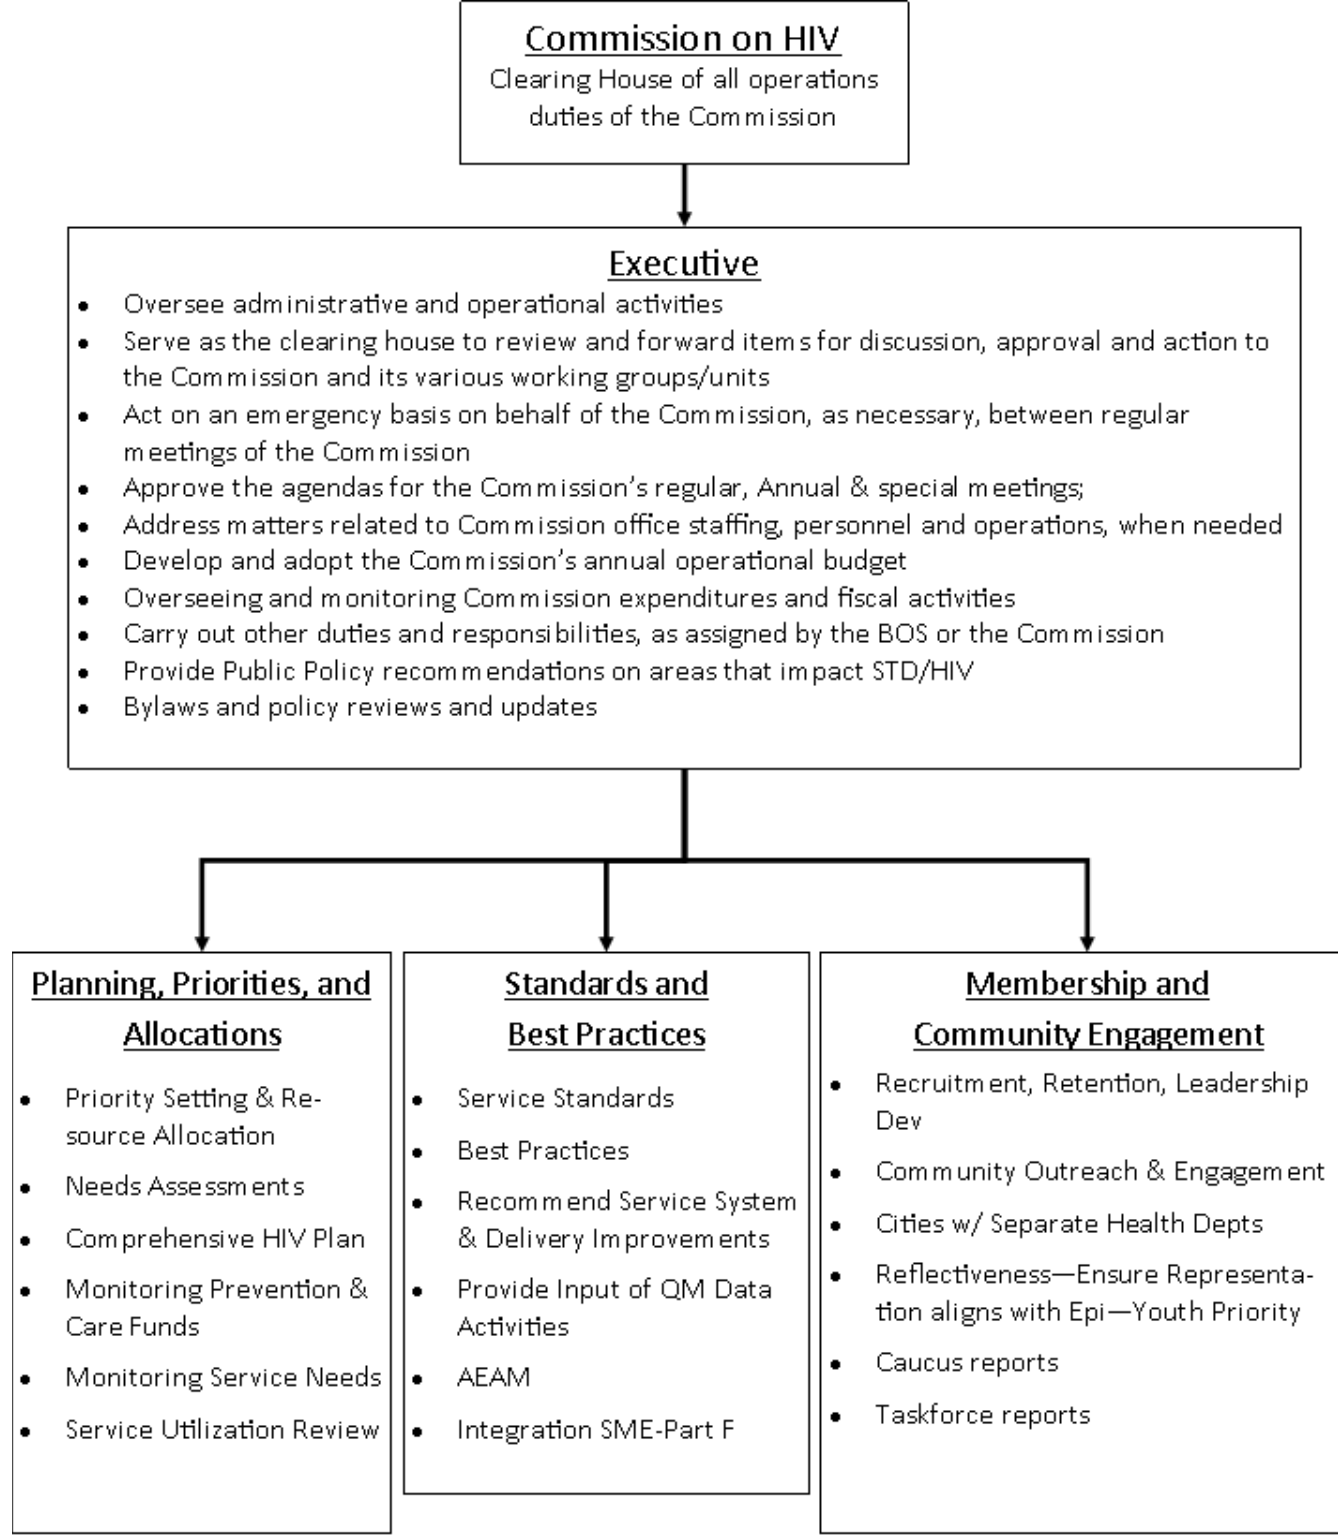 Commission on HIV
Clearing House of all operations
duties of the Commission
Executive
• Oversee administrative and operational activities
• Serve as the clearing house to review and forward items for discussion, approval and action to
the Commission and its various working groups/units
• Act on an emergency basis on behalf of the Commission, as necessary, between regular
meetings of the Commission
• Approve the agendas for the Commission’s regular, Annual & special meetings;
• Address matters related to Commission office staffing, personnel and operations, when needed
• Develop and adopt the Commission’s annual operational budget
• Overseeing and monitoring Commission expenditures and fiscal activities
• Carry out other duties and responsibilities, as assigned by the BOS or the Commission
• Provide Public Policy recommendations on areas that impact STD/HIV
• Bylaws and policy reviews and updates
Planning, Priorities, and
Allocations
• Priority Setting & Re-
source Allocation
• Needs Assessments
• Comprehensive HIV Plan
• Monitoring Prevention &
Care Funds
• Monitoring Service Needs
• Service Utilization Review
Standards and
Best Practices
• Service Standards
• Best Practices
• Recommend Service System
& Delivery Improvements
• Provide Input of QM Data
Activities
• AEAM
• Integration SME-Part F
Membership and
Community Engagement
• Recruitment, Retention, Leadership
Dev
• Community Outreach & Engagement
• Cities w/ Separate Health Depts
• Reflectiveness—Ensure Representa-
tion aligns with Epi—Youth Priority
• Caucus reports
• Taskforce reports